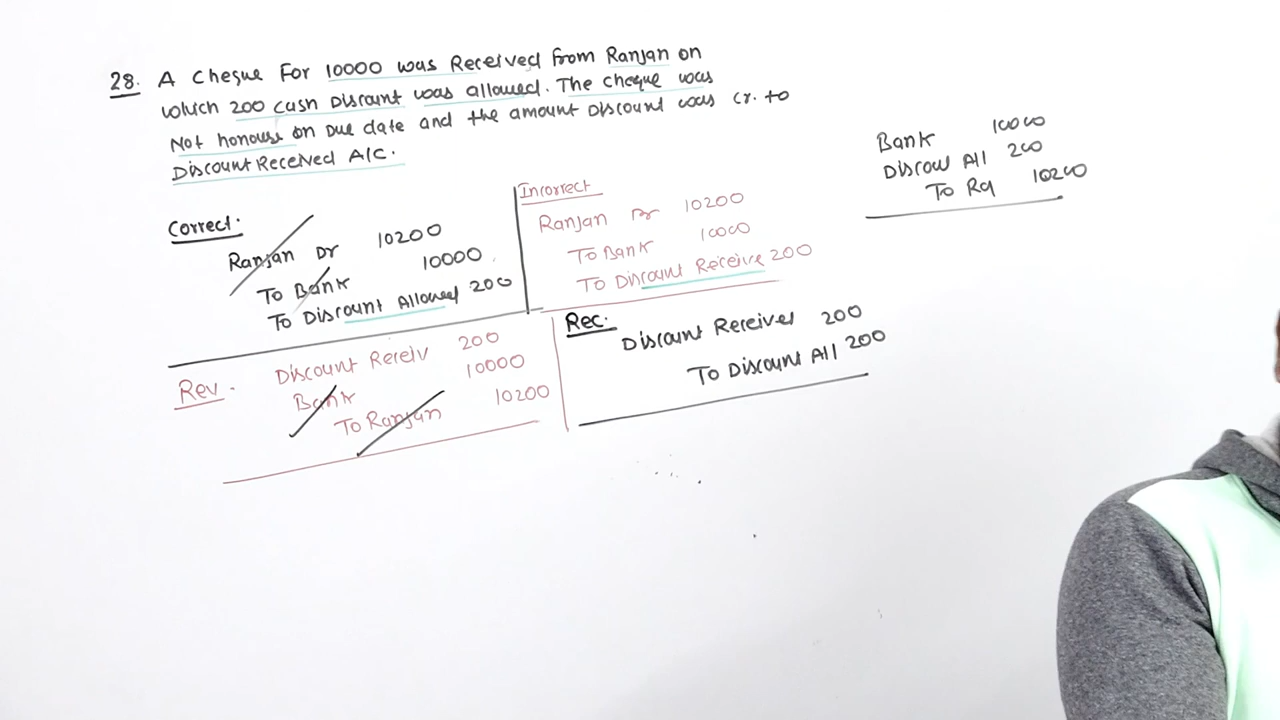 28. A Cheque For 10000 was Received from Ranjan on
which 200 cash Discount was allowed. The cheque was
Not honour on Due date and the amount Discount was cr. to
Discount Received A/C.
Bank 10000
Discou All 200
To Ra 10200
Correct:
Ranjan Dr 10200
To Bank 10000
To Discount Allowed 200
Incorrect
Ranjan Dr 10200
To Bank 10000
To Discount Receive 200
Rev. Discount Receiv 200
Bank 10000
To Ranjan 10200
Rec.
Discount Received 200
To Discount All 200